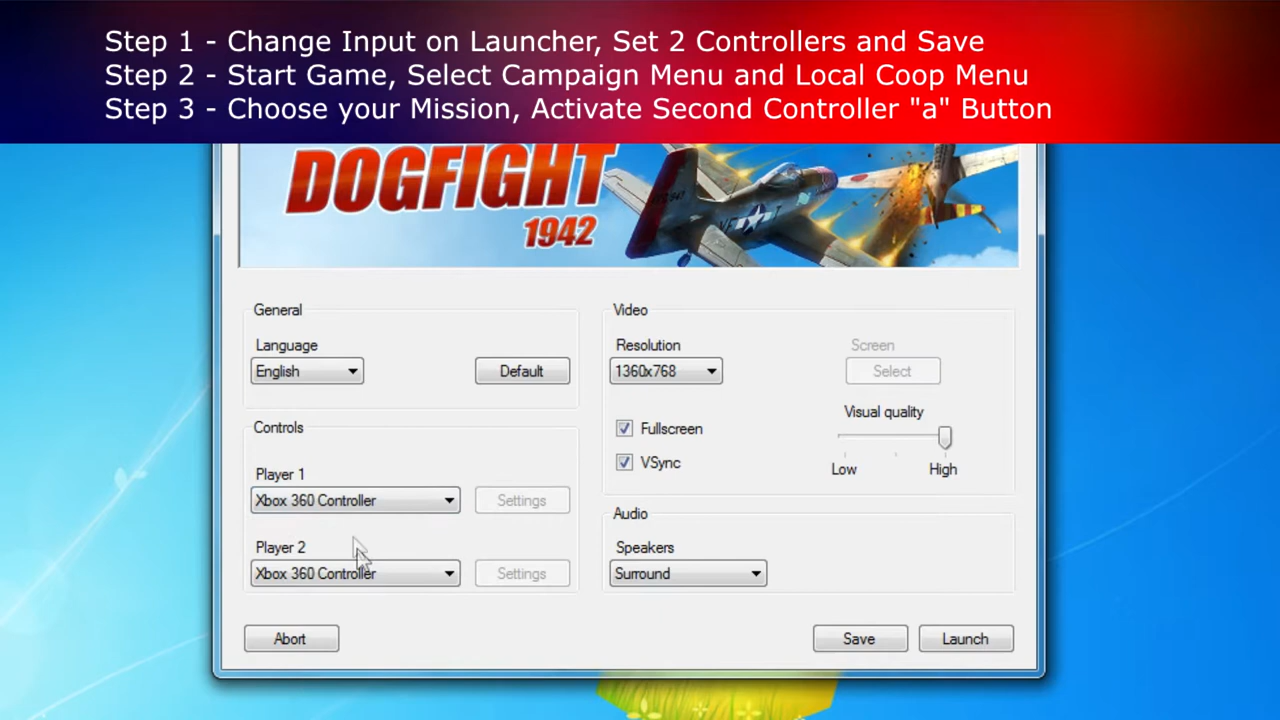 Step 1 - Change Input on Launcher, Set 2 Controllers and Save
Step 2 - Start Game, Select Campaign Menu and Local Coop Menu
Step 3 - Choose your Mission, Activate Second Controller "a" Button
DOGFIGHT
1942
General
Language
English
Default
Controls
Player 1
Xbox 360 Controller
Settings
Player 2
Xbox 360 Controller
Settings
Video
Resolution
1360x768
Screen
Select
Fullscreen
VSync
Visual quality
Low
High
Audio
Speakers
Surround
Abort
Save
Launch